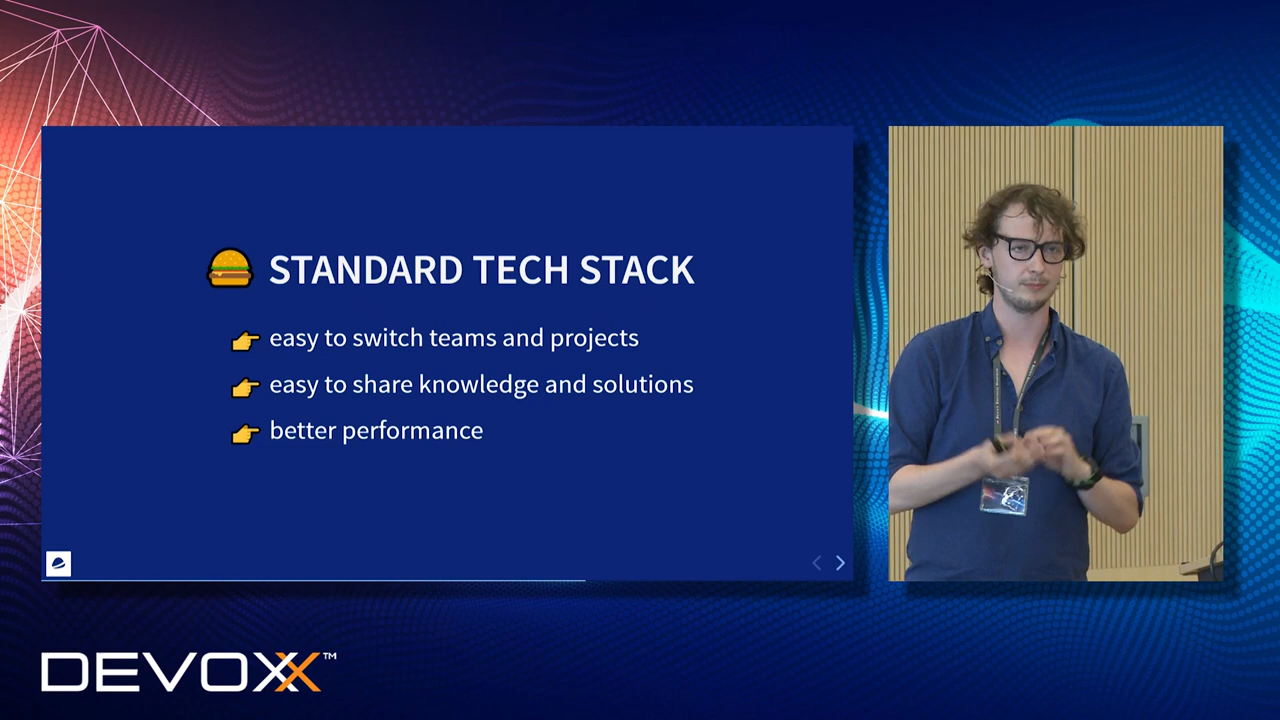 🍔 STANDARD TECH STACK
👉 easy to switch teams and projects
👉 easy to share knowledge and solutions
👉 better performance
DEVOXX™